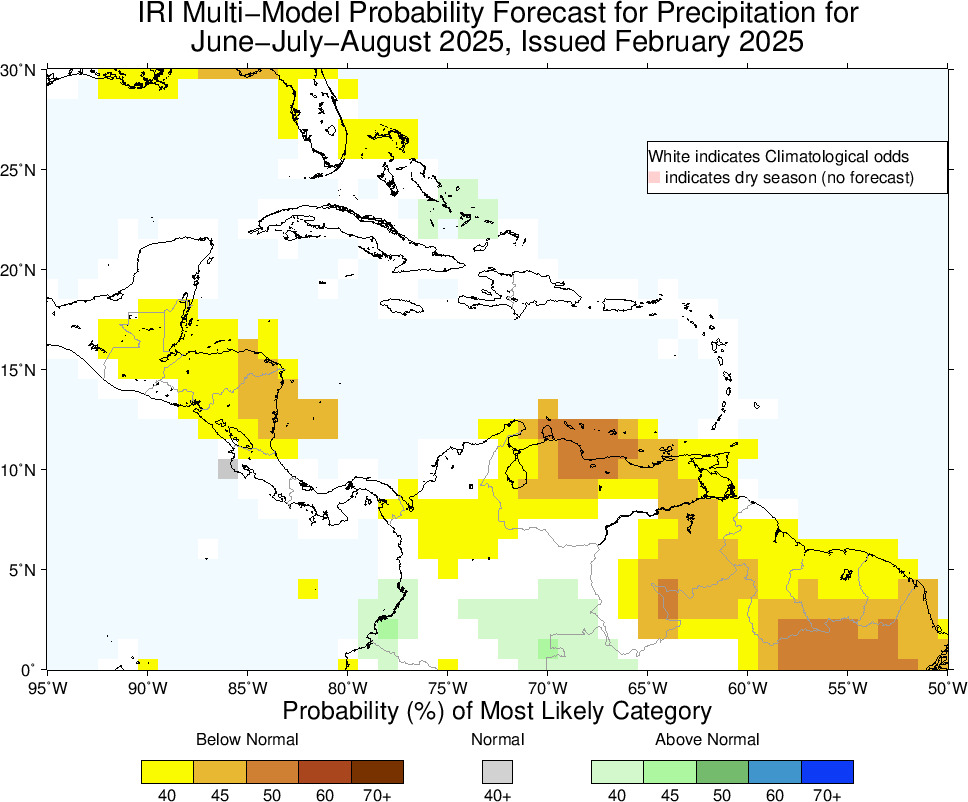 IRI Multi−Model Probability Forecast for Precipitation for
June−July−August 2025, Issued February 2025
30˚N
25˚N
20˚N
15˚N
10˚N
5˚N
0˚
White indicates Climatological odds
indicates dry season (no forecast)
95˚W 90˚W 85˚W 80˚W 75˚W 70˚W 65˚W 60˚W 55˚W 50˚W
Probability (%) of Most Likely Category
Below Normal Normal Above Normal
40 45 50 60 70+ 40+ 40 45 50 60 70+